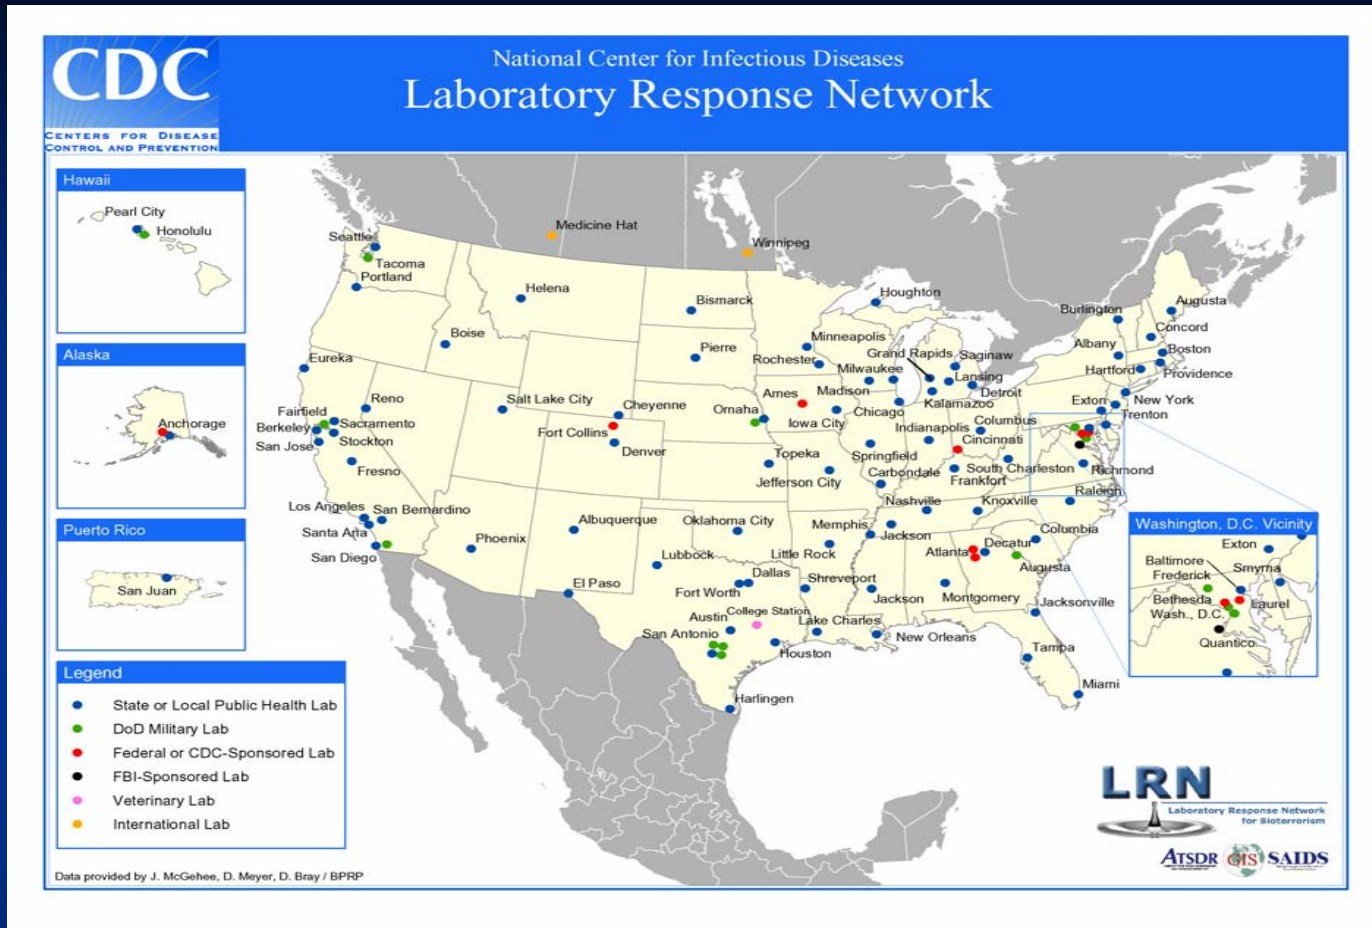 CDC
CENTERS FOR DISEASE
CONTROL AND PREVENTION
National Center for Infectious Diseases
Laboratory Response Network
Hawaii
Pearl City
Honolulu
Alaska
Anchorage
Puerto Rico
San Juan
Legend
State or Local Public Health Lab
DoD Military Lab
Federal or CDC-Sponsored Lab
FBI-Sponsored Lab
Veterinary Lab
International Lab
Medicine Hat
Winnipeg
Seattle
Tacoma
Portland
Helena
Bismarck
Houghton
Boise
Pierre
Minneapolis
Rochester
Grand Rapids
Saginaw
Milwaukee
Lansing
Madison
Detroit
Kalamazoo
Chicago
Burlington
Augusta
Concord
Albany
Boston
Hartford
Providence
New York
Exton
Trenton
Eureka
Reno
Salt Lake City
Cheyenne
Omaha
Ames
Iowa City
Fairfield
Sacramento
Berkeley
Stockton
San Jose
Fort Collins
Denver
Fresno
Topeka
Jefferson City
Springfield
Carbondale
Indianapolis
Columbus
Cincinnati
South Charleston
Frankfort
Richmond
Raleigh
Los Angeles
San Bernardino
Santa Ana
San Diego
Phoenix
Albuquerque
Oklahoma City
Lubbock
El Paso
Nashville
Knoxville
Memphis
Jackson
Little Rock
Atlanta
Decatur
Columbia
Augusta
Dallas
Fort Worth
Shreveport
Jackson
Montgomery
Jacksonville
Austin
College Station
Lake Charles
San Antonio
Houston
New Orleans
Tampa
Miami
Harlingen
Washington, D.C. Vicinity
Exton
Baltimore
Smyrna
Frederick
Bethesda
Laurel
Wash., D.C.
Quantico
LRN
Laboratory Response Network
for Bioterrorism
ATSDR GIS SAIDS
Data provided by J. McGehee, D. Meyer, D. Bray / BPRP